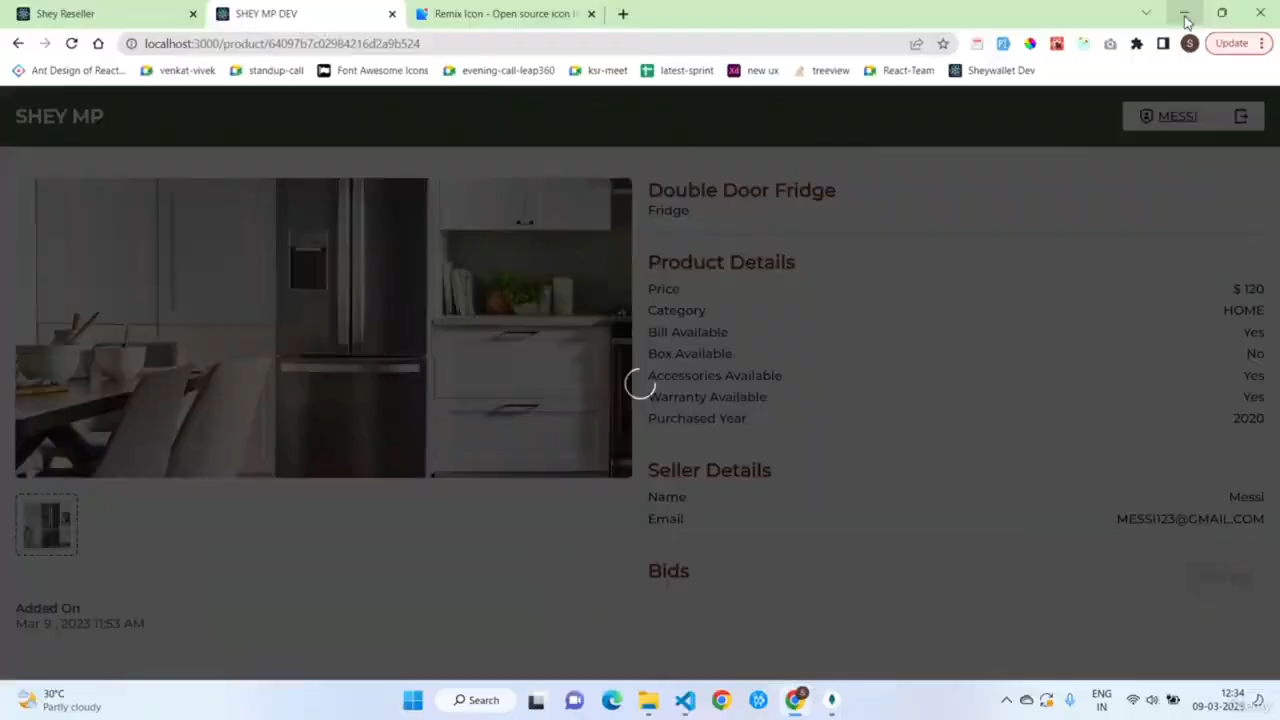 Shey Reseller
SHEY MP DEV
Remix Icon - Open source icon li
localhost:3000/product/64097b7c02984216d2a9b524
S
Update
Ant Design of React...
venkat-vivek
standup-call
Font Awesome Icons
evening-call-leap360
ksr-meet
latest-sprint
Xd
new ux
treeview
React-Team
Sheywallet Dev
SHEY MP
MESSI
Double Door Fridge
Fridge
Product Details
Price $ 120
Category HOME
Bill Available Yes
Box Available No
Accessories Available Yes
Warranty Available Yes
Purchased Year 2020
Seller Details
Name Messi
Email MESSI123@GMAIL.COM
Bids
Added On
Mar 9 , 2023 11:53 AM
30°C
Partly cloudy
Search
ENG
IN
12:34
09-03-2023